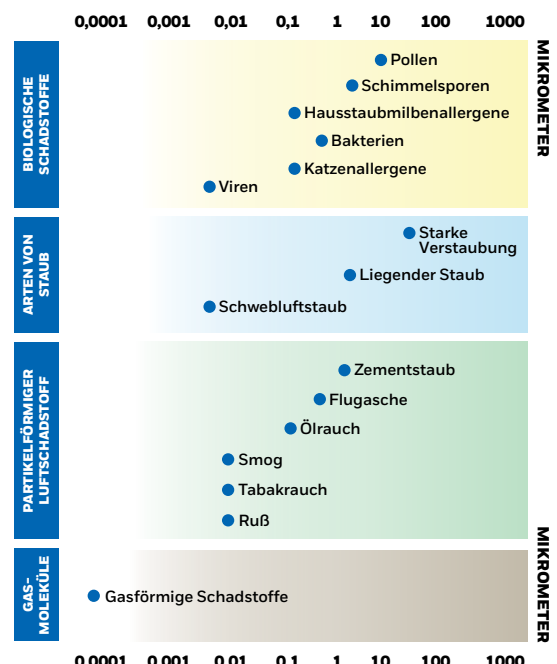 0,0001 0,001 0,01 0,1 1 10 100 1000
MIKROMETER
BIOLOGISCHE
SCHADSTOFFE
Pollen
Schimmelsporen
Hausstaubmilbenallergene
Bakterien
Katzenallergene
Viren
ARTEN VON
STAUB
Starke
Verstaubung
Liegender Staub
Schwebluftstaub
PARTIKELFÖRMIGER
LUFTSCHADSTOFF
Zementstaub
Flugasche
Ölrauch
Smog
Tabakrauch
Ruß
GAS-
MOLEKÜLE
Gasförmige Schadstoffe
MIKROMETER
0,0001 0,001 0,01 0,1 1 10 100 1000